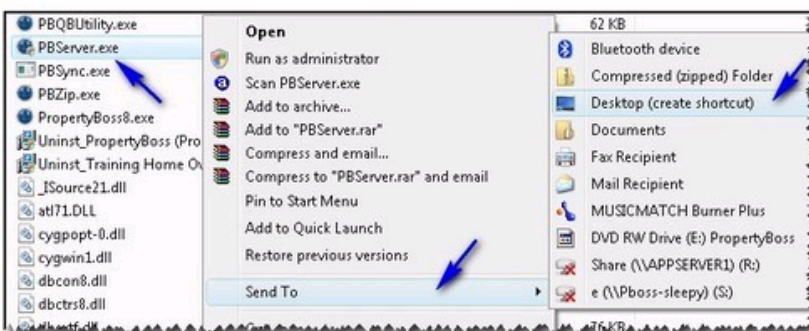 PBQBUtility.exe
PBServer.exe
PBSync.exe
PBZip.exe
PropertyBoss8.exe
Uninst_PropertyBoss (Pro
Uninst_Training Home Ov
_ISource21.dll
atl71.DLL
cygpopt-0.dll
cygwin1.dll
dbcon8.dll
dbctrs8.dll
Open
Run as administrator
Scan PBServer.exe
Add to archive...
Add to "PBServer.rar"
Compress and email...
Compress to "PBServer.rar" and email
Pin to Start Menu
Add to Quick Launch
Restore previous versions
Send To
62 KB
Bluetooth device
Compressed (zipped) Folder
Desktop (create shortcut)
Documents
Fax Recipient
Mail Recipient
MUSICMATCH Burner Plus
DVD RW Drive (E:) PropertyBoss
Share (\\APPSERVER1) (R:)
e (\\Pboss-sleepy) (S:)
76 KB